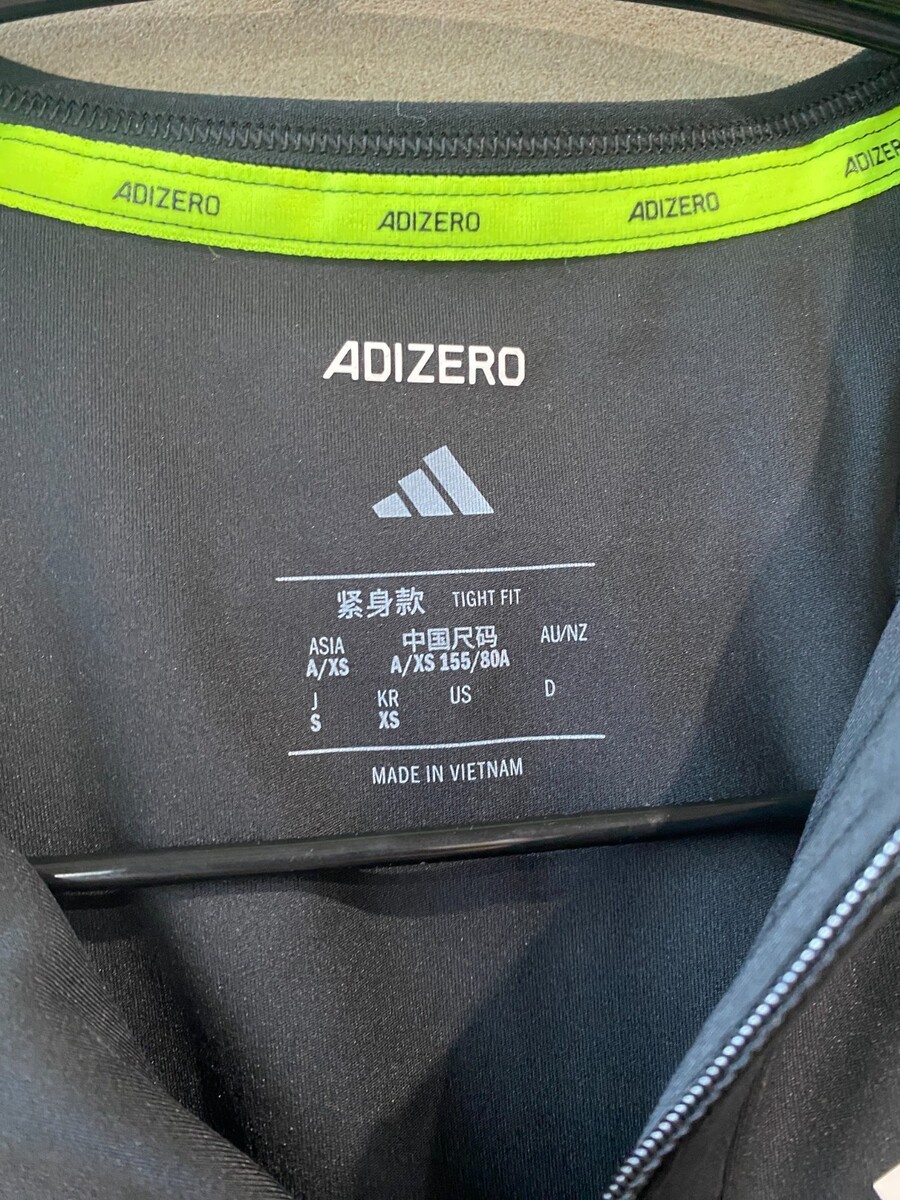 ADIZERO ADIZERO ADIZERO ADIZER
ADIZERO
紧身款 TIGHT FIT
ASIA 中国尺码 AU/NZ
A/XS A/XS 155/80A
J KR US D
S XS
MADE IN VIETNAM